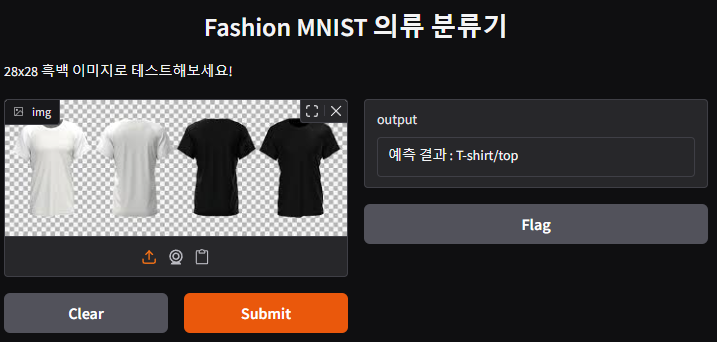 Fashion MNIST 의류 분류기
28x28 흑백 이미지로 테스트해보세요!
img
output
예측 결과 : T-shirt/top
Flag
Clear
Submit